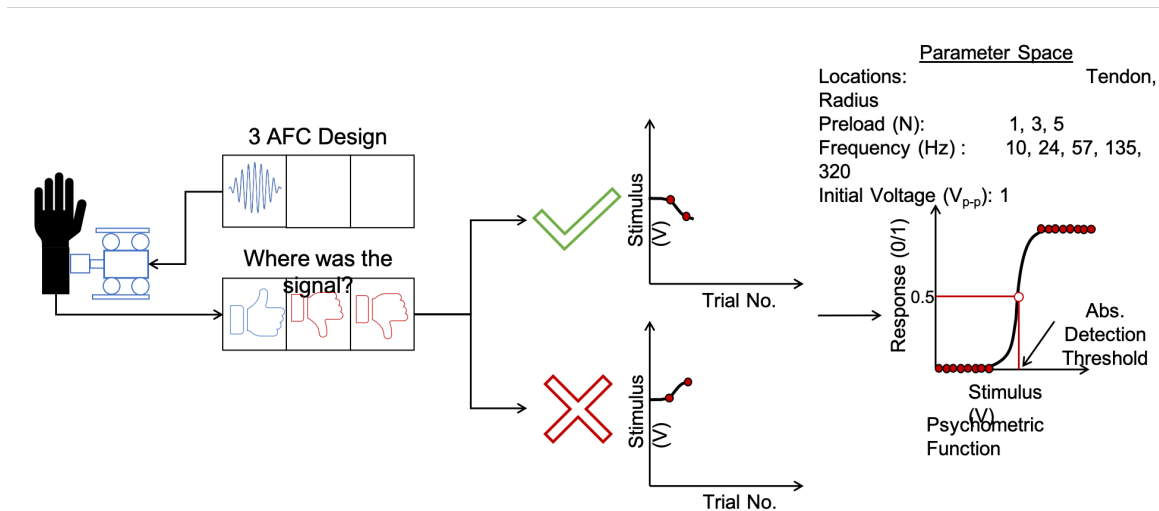 3 AFC Design
Where was the
signal?
Stimulus
(V)
Trial No.
Stimulus
(V)
Trial No.
Parameter Space
Locations: Tendon,
Radius
Preload (N): 1, 3, 5
Frequency (Hz) : 10, 24, 57, 135,
320
Initial Voltage (Vp-p): 1
Response (0/1)
0.5
Abs.
Detection
Threshold
Stimulus
(V)
Psychometric
Function